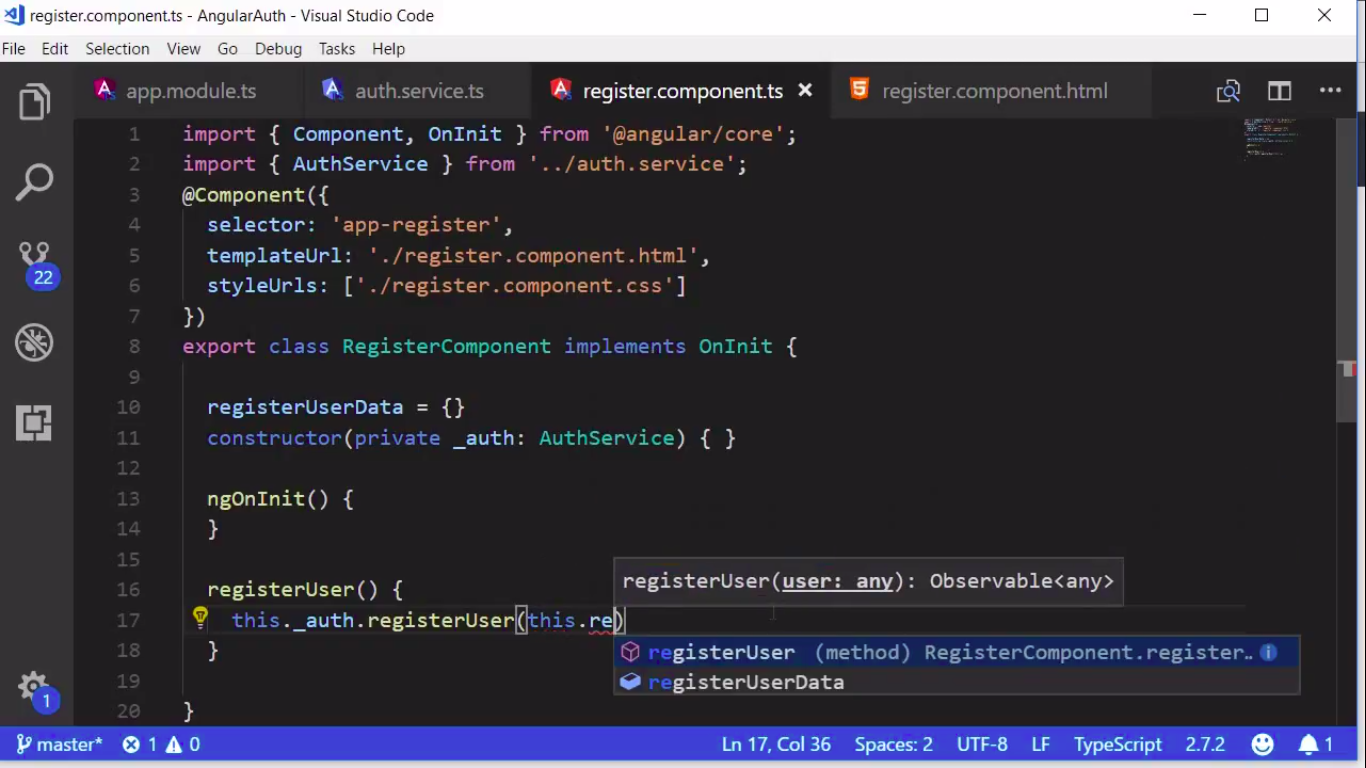 register.component.ts - AngularAuth - Visual Studio Code
File Edit Selection View Go Debug Tasks Help
app.module.ts auth.service.ts register.component.ts register.component.html
1 import { Component, OnInit } from '@angular/core';
2 import { AuthService } from '../auth.service';
3 @Component({
4 selector: 'app-register',
5 templateUrl: './register.component.html',
6 styleUrls: ['./register.component.css']
7 })
8 export class RegisterComponent implements OnInit {
9
10 registerUserData = {}
11 constructor(private _auth: AuthService) { }
12
13 ngOnInit() {
14 }
15
16 registerUser() {
registerUser(user: any): Observable<any>
17 this._auth.registerUser(this.re)
18 }
registerUser (method) RegisterComponent.register…
19
registerUserData
20 }
22
1
master* 1 0 Ln 17, Col 36 Spaces: 2 UTF-8 LF TypeScript 2.7.2 1